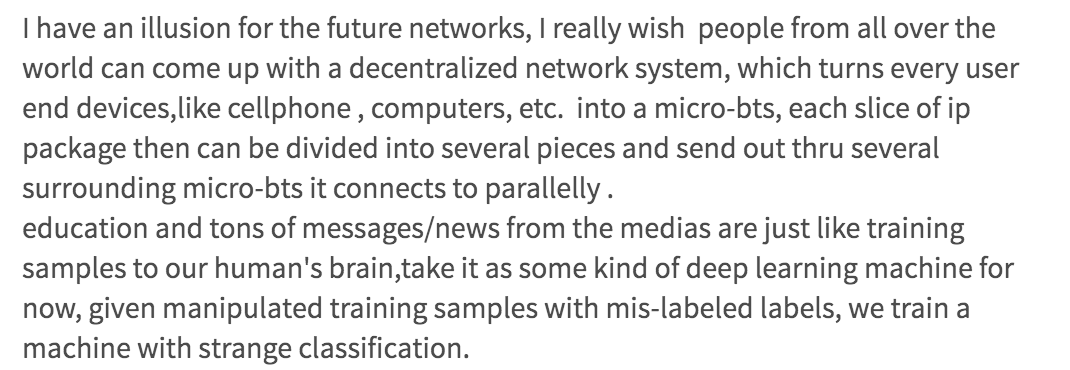 I have an illusion for the future networks, I really wish  people from all over the
world can come up with a decentralized network system, which turns every user
end devices,like cellphone , computers, etc.  into a micro-bts, each slice of ip
package then can be divided into several pieces and send out thru several
surrounding micro-bts it connects to parallelly .
education and tons of messages/news from the medias are just like training
samples to our human's brain,take it as some kind of deep learning machine for
now, given manipulated training samples with mis-labeled labels, we train a
machine with strange classification.